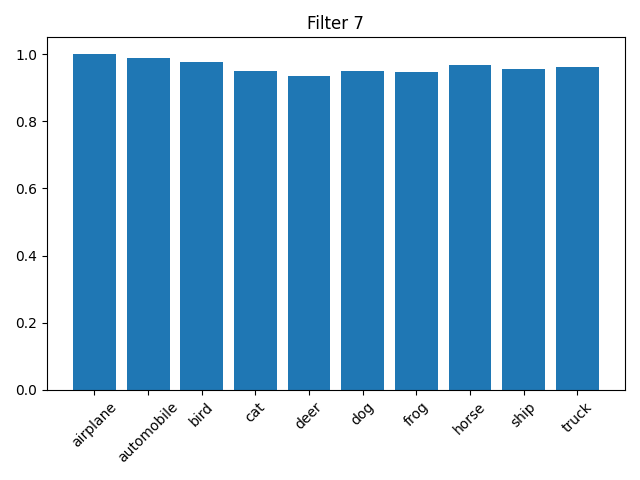 Filter 7
1.0
0.8
0.6
0.4
0.2
0.0
airplane
automobile
bird
cat
deer
dog
frog
horse
ship
truck